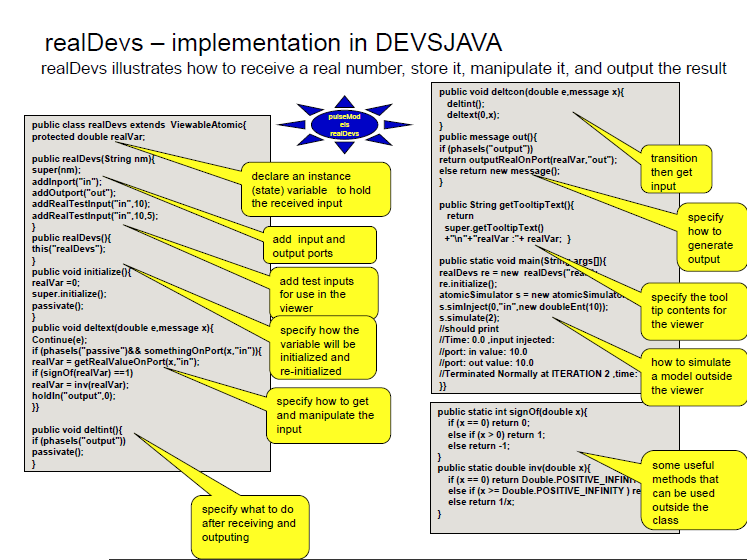 realDevs – implementation in DEVSJAVA
realDevs illustrates how to receive a real number, store it, manipulate it, and output the result
public class realDevs extends ViewableAtomic{
protected double realVar;
public realDevs(String nm){
super(nm);
addInport("in");
addOutport("out");
addRealTestInput("in",10);
addRealTestInput("in",10,5);
}
public realDevs(){
this("realDevs");
}
public void initialize(){
realVar =0;
super.initialize();
passivate();
}
public void deltext(double e,message x){
Continue(e);
if (phaseIs("passive")&& somethingOnPort(x,"in")){
realVar = getRealValueOnPort(x,"in");
if (signOf(realVar) ==1)
realVar = inv(realVar);
holdIn("output",0);
}}
public void deltint(){
if (phaseIs("output"))
passivate();
}
pulseMod
els
realDevs
declare an instance
(state) variable to hold
the received input
add input and
output ports
add test inputs
for use in the
viewer
specify how the
variable will be
initialized and
re-initialized
specify how to get
and manipulate the
input
specify what to do
after receiving and
outputing
public void deltcon(double e,message x){
deltint();
deltext(0,x);
}
public message out(){
if (phaseIs("output"))
return outputRealOnPort(realVar,"out");
else return new message();
}
public String getTooltipText(){
return
super.getTooltipText()
+"\n"+"realVar :"+ realVar; }
public static void main(String args[]){
realDevs re = new realDevs("rea
re.initialize();
atomicSimulator s = new atomicSimulato
s.simInject(0,"in",new doubleEnt(10));
s.simulate(2);
//should print
//Time: 0.0 ,input injected:
//port: in value: 10.0
//port: out value: 10.0
//Terminated Normally at ITERATION 2 ,time:
}}
transition
then get
input
specify
how to
generate
output
specify the tool
tip contents for
the viewer
how to simulate
a model outside
the viewer
public static int signOf(double x){
if (x == 0) return 0;
else if (x > 0) return 1;
else return -1;
}
public static double inv(double x){
if (x == 0) return Double.POSITIVE_INFINI
else if (x >= Double.POSITIVE_INFINITY ) re
else return 1/x;
}
some useful
methods that
can be used
outside the
class